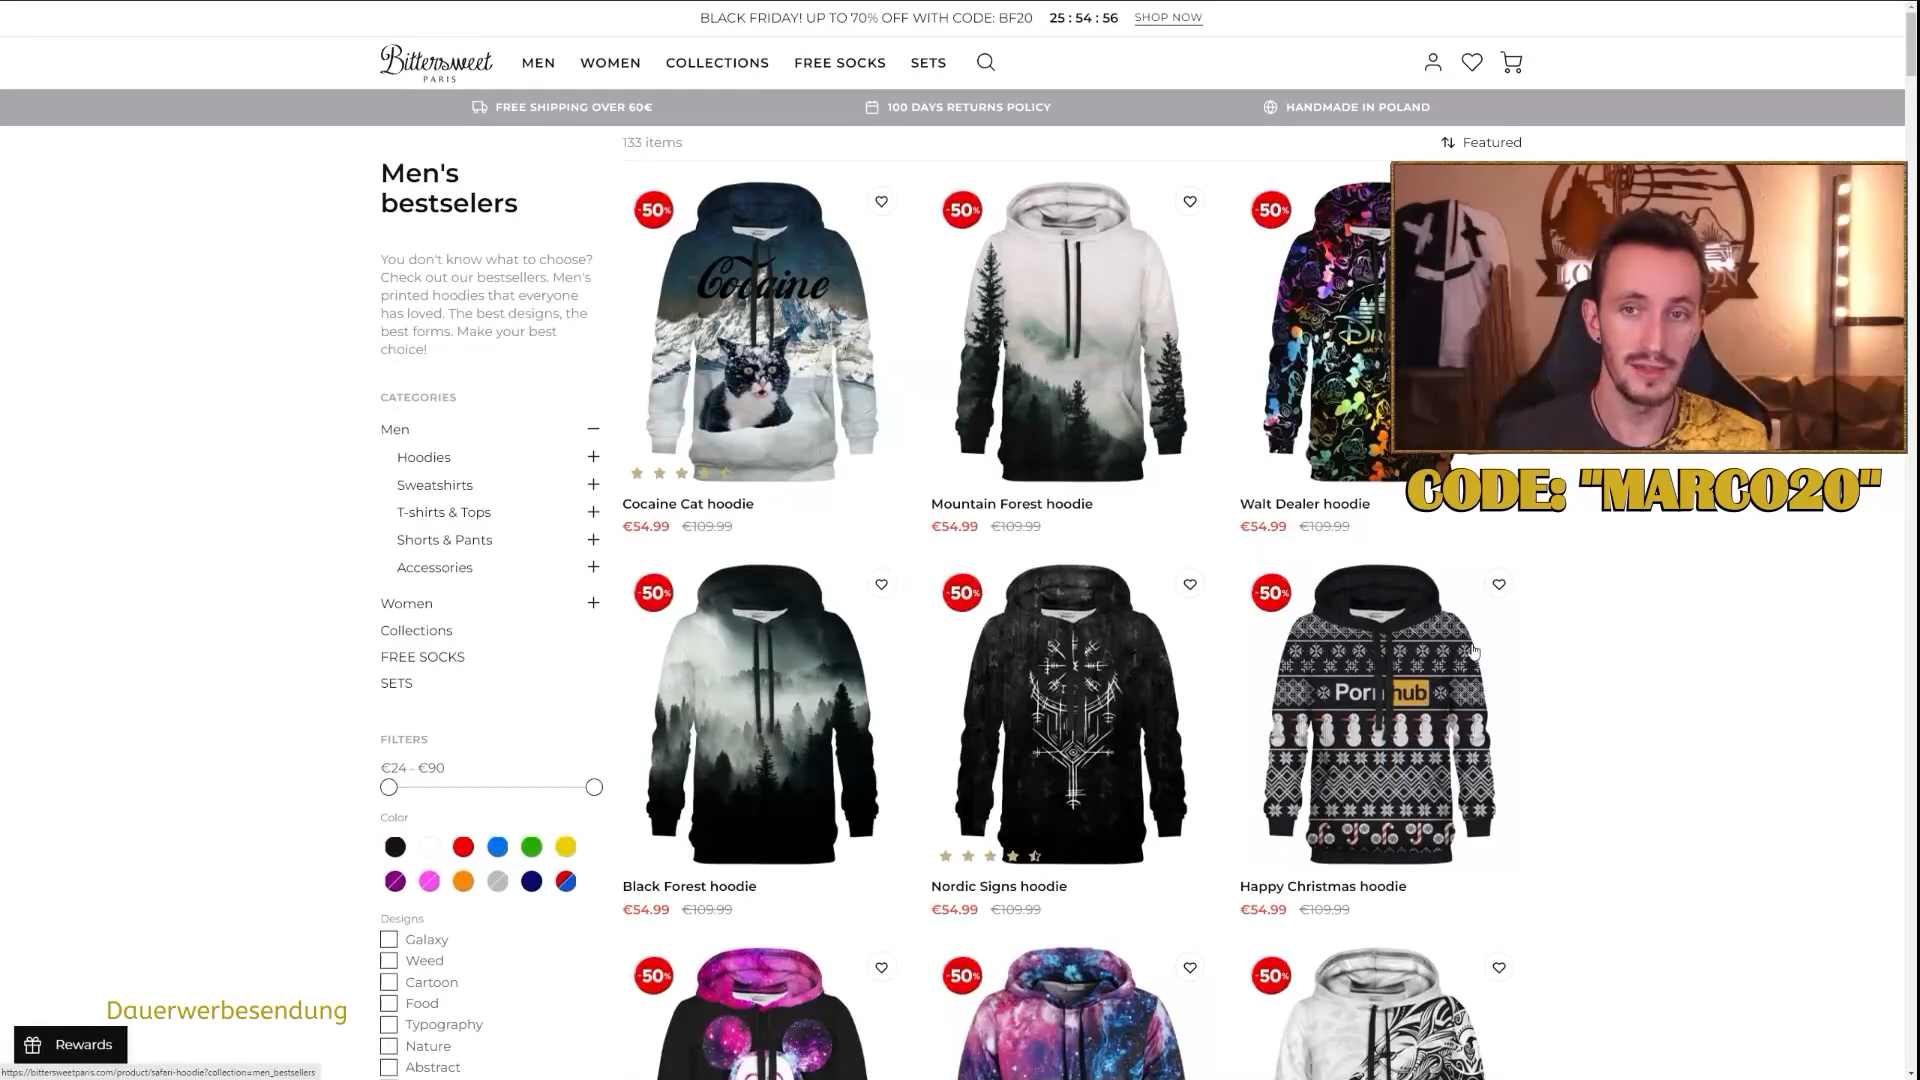 BLACK FRIDAY! UP TO 70% OFF WITH CODE: BF20 25 : 54 : 56 SHOP NOW
Bittersweet
PARIS
MEN WOMEN COLLECTIONS FREE SOCKS SETS
FREE SHIPPING OVER 60€ 100 DAYS RETURNS POLICY HANDMADE IN POLAND
133 items Featured
Men's
bestselers
You don't know what to choose?
Check out our bestsellers. Men's
printed hoodies that everyone
has loved. The best designs, the
best forms. Make your best
choice!
CATEGORIES
Men
Hoodies
Sweatshirts
T-shirts & Tops
Shorts & Pants
Accessories
Women
Collections
FREE SOCKS
SETS
FILTERS
€24 - €90
Color
Designs
Galaxy
Weed
Cartoon
Food
Typography
Nature
Abstract
-50% -50% -50%
Cocaine
CODE: "MARCO20"
Cocaine Cat hoodie Mountain Forest hoodie Walt Dealer hoodie
€54.99 €109.99 €54.99 €109.99 €54.99 €109.99
-50% -50% -50%
Porn hub
Black Forest hoodie Nordic Signs hoodie Happy Christmas hoodie
€54.99 €109.99 €54.99 €109.99 €54.99 €109.99
-50% -50% -50%
Dauerwerbesendung
Rewards
https://bittersweetparis.com/product/safari-hoodie?collection=men_bestsellers